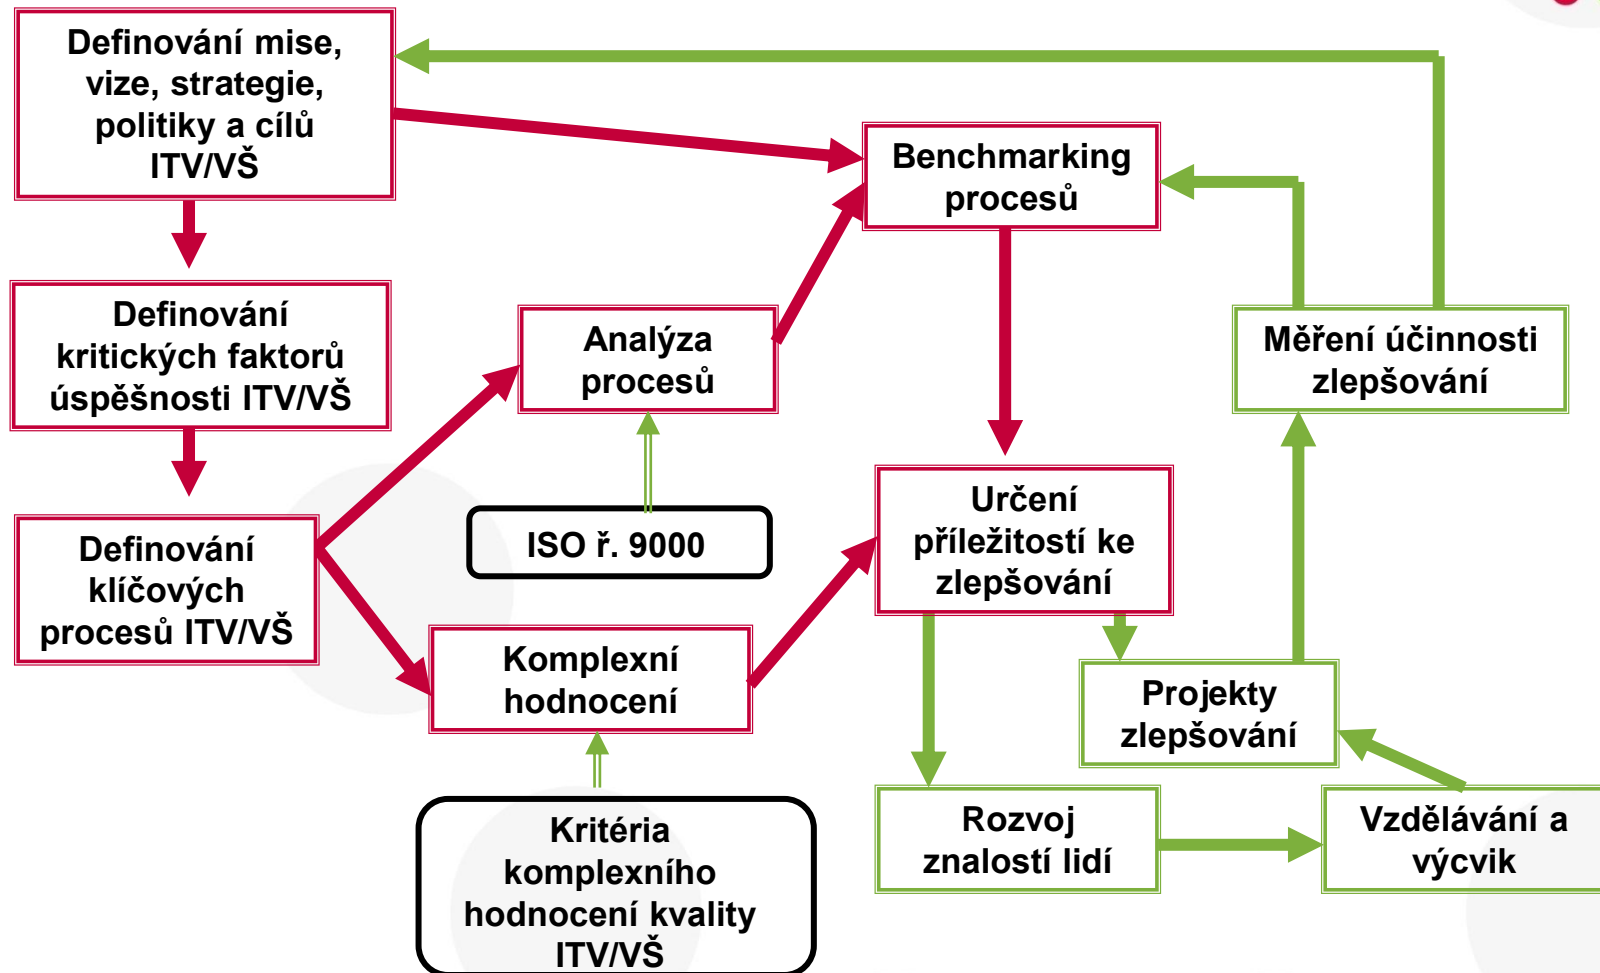 Definování mise,
vize, strategie,
politiky a cílů
ITV/VŠ
Benchmarking
procesů
Definování
kritických faktorů
úspěšnosti ITV/VŠ
Analýza
procesů
Měření účinnosti
zlepšování
ISO ř. 9000
Určení
příležitostí ke
zlepšování
Definování
klíčových
procesů ITV/VŠ
Komplexní
hodnocení
Projekty
zlepšování
Kritéria
komplexního
hodnocení kvality
ITV/VŠ
Rozvoj
znalostí lidí
Vzdělávání a
výcvik